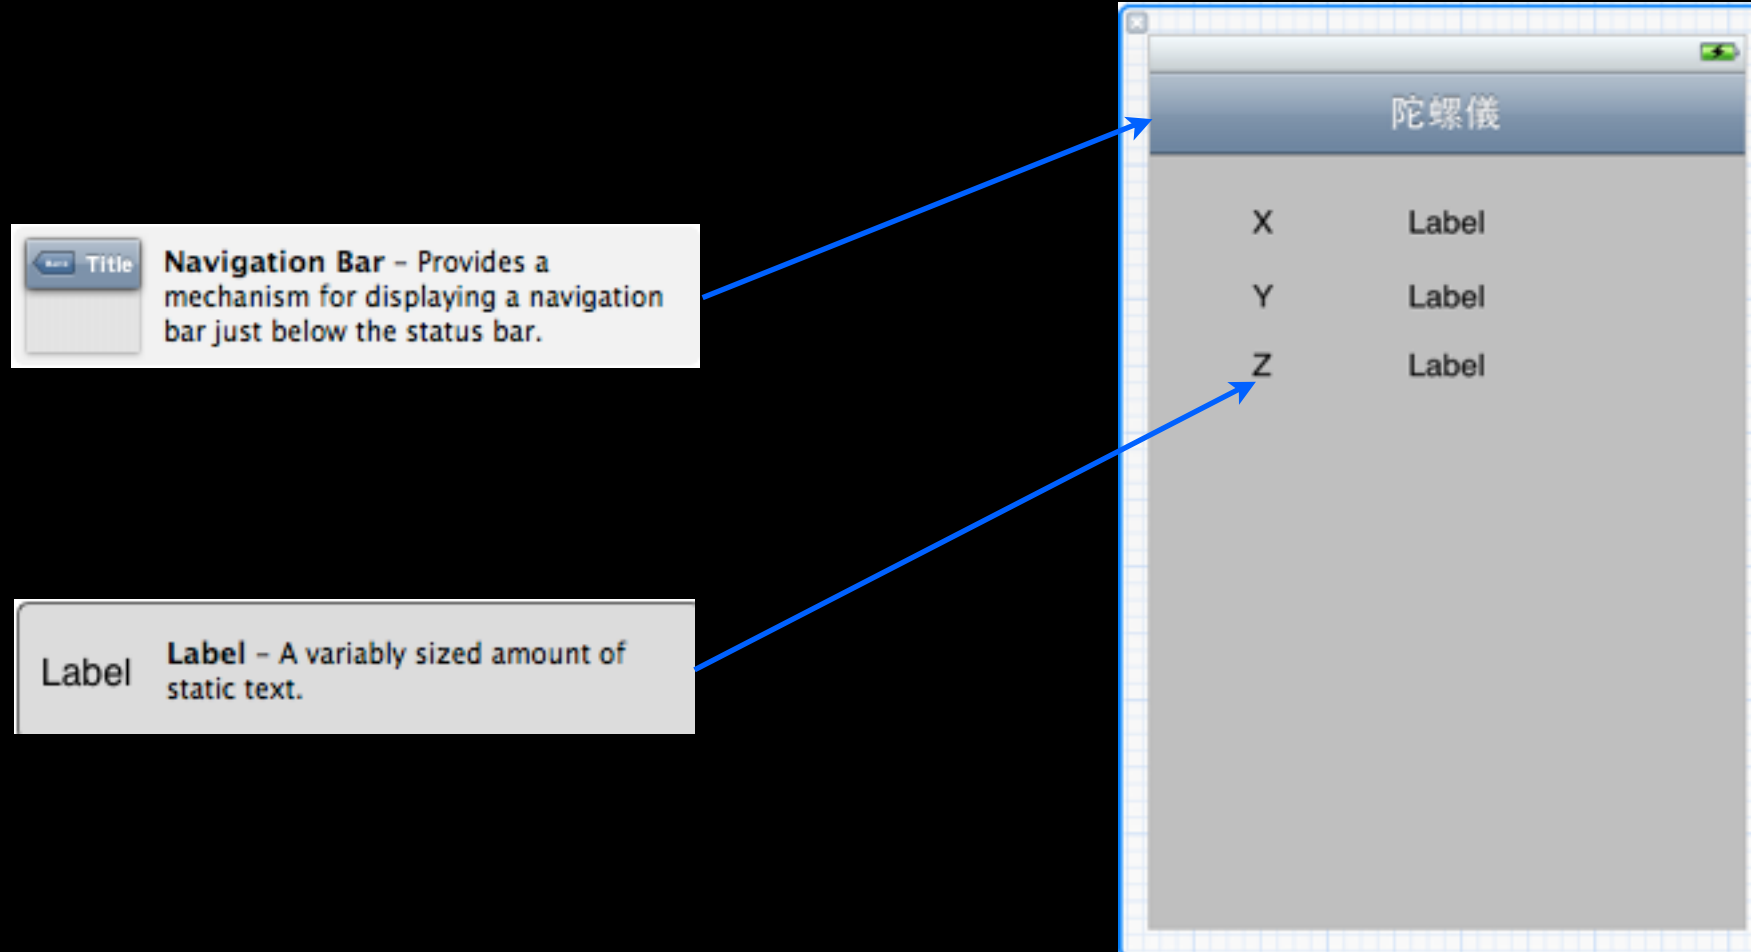 陀螺儀
X Label
Y Label
Z Label
Title
Navigation Bar – Provides a
mechanism for displaying a navigation
bar just below the status bar.
Label
Label – A variably sized amount of
static text.